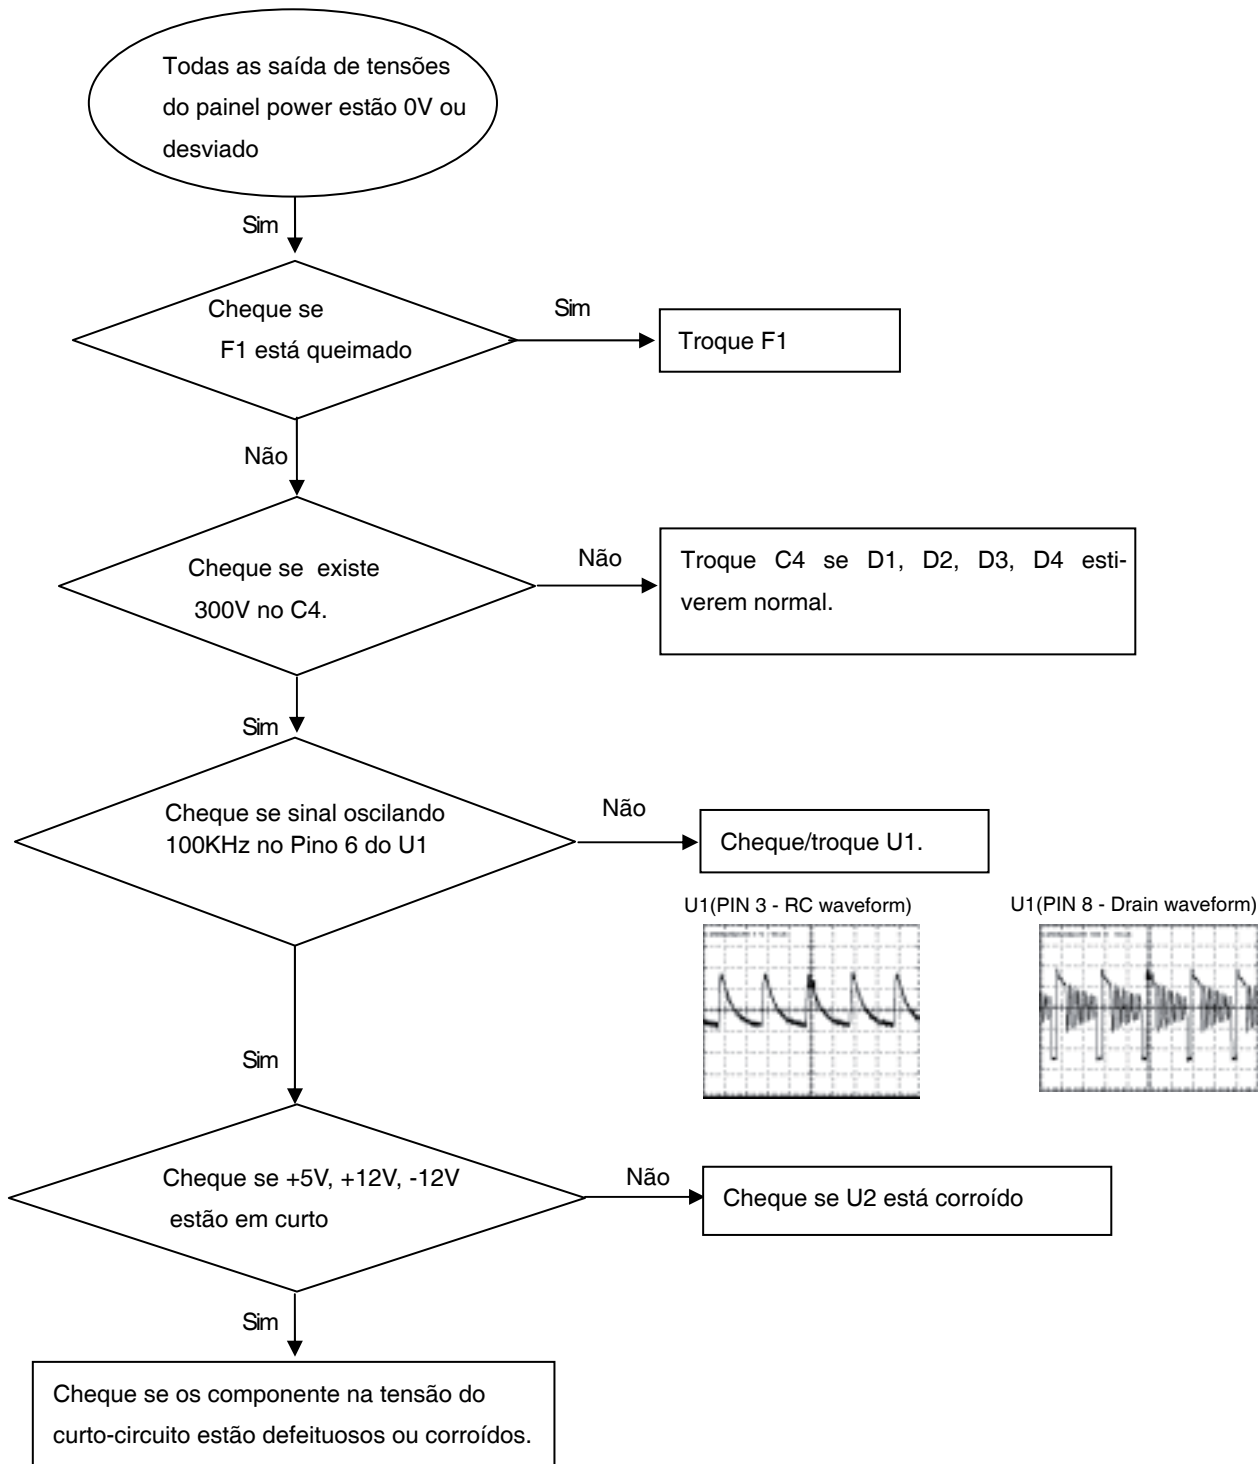 Todas as saída de tensões
do painel power estão 0V ou
desviado
Sim
Cheque se
F1 está queimado
Sim
Troque F1
Não
Cheque se existe
300V no C4.
Não
Troque C4 se D1, D2, D3, D4 esti-
verem normal.
Sim
Cheque se sinal oscilando
100KHz no Pino 6 do U1
Não
Cheque/troque U1.
U1(PIN 3 - RC waveform)
U1(PIN 8 - Drain waveform)
Sim
Cheque se +5V, +12V, -12V
estão em curto
Não
Cheque se U2 está corroído
Sim
Cheque se os componente na tensão do
curto-circuito estão defeituosos ou corroídos.